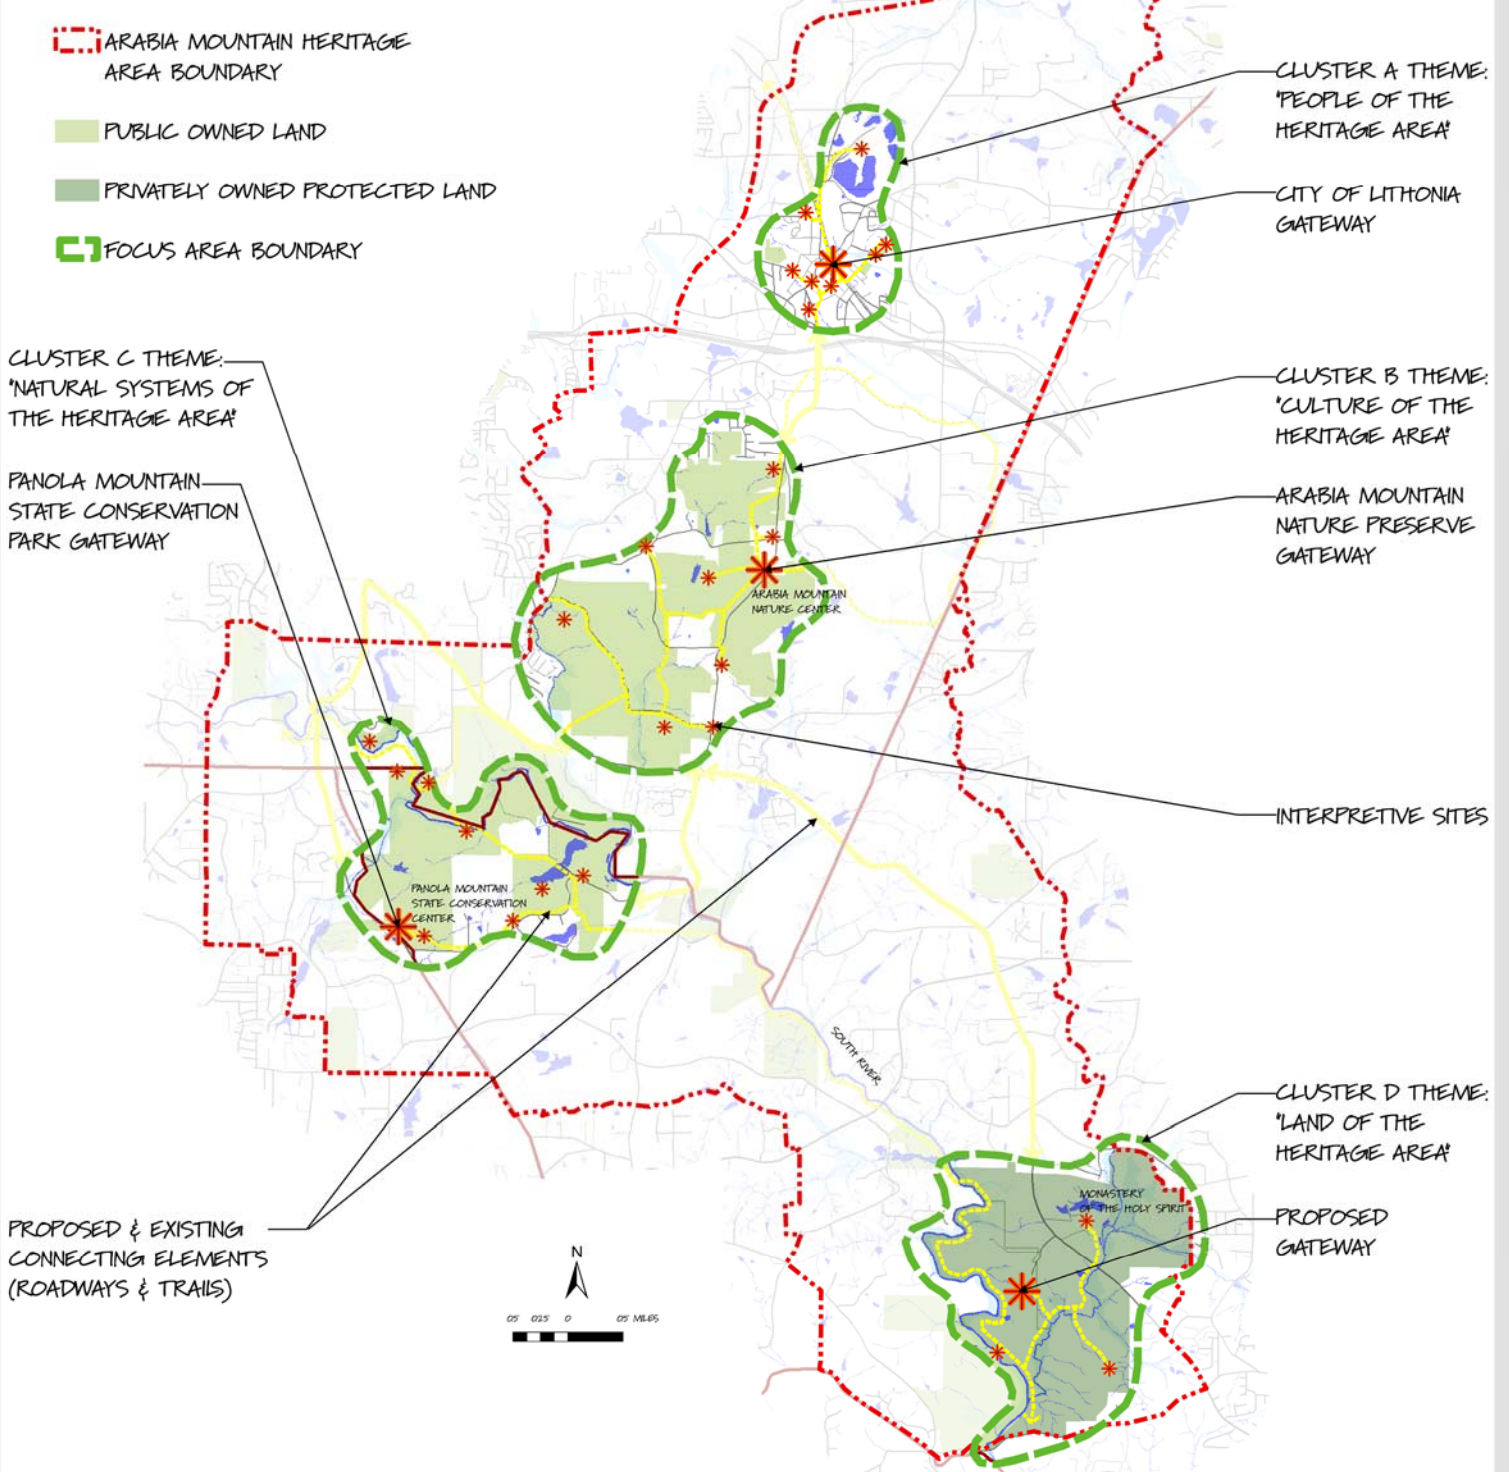 ARABIA MOUNTAIN HERITAGE
AREA BOUNDARY
PUBLIC OWNED LAND
PRIVATELY OWNED PROTECTED LAND
FOCUS AREA BOUNDARY
CLUSTER A THEME:
"PEOPLE OF THE
HERITAGE AREA"
CITY OF LITHONIA
GATEWAY
CLUSTER C THEME:
"NATURAL SYSTEMS OF
THE HERITAGE AREA"
PANOLA MOUNTAIN
STATE CONSERVATION
PARK GATEWAY
CLUSTER B THEME:
"CULTURE OF THE
HERITAGE AREA"
ARABIA MOUNTAIN
NATURE PRESERVE
GATEWAY
ARABIA MOUNTAIN
NATURE CENTER
INTERPRETIVE SITES
PANOLA MOUNTAIN
STATE CONSERVATION
CENTER
SOUTH RIVER
CLUSTER D THEME:
"LAND OF THE
HERITAGE AREA"
MONASTERY
OF THE HOLY SPIRIT
PROPOSED
GATEWAY
PROPOSED & EXISTING
CONNECTING ELEMENTS
(ROADWAYS & TRAILS)
N
05 025 0 05 MILES